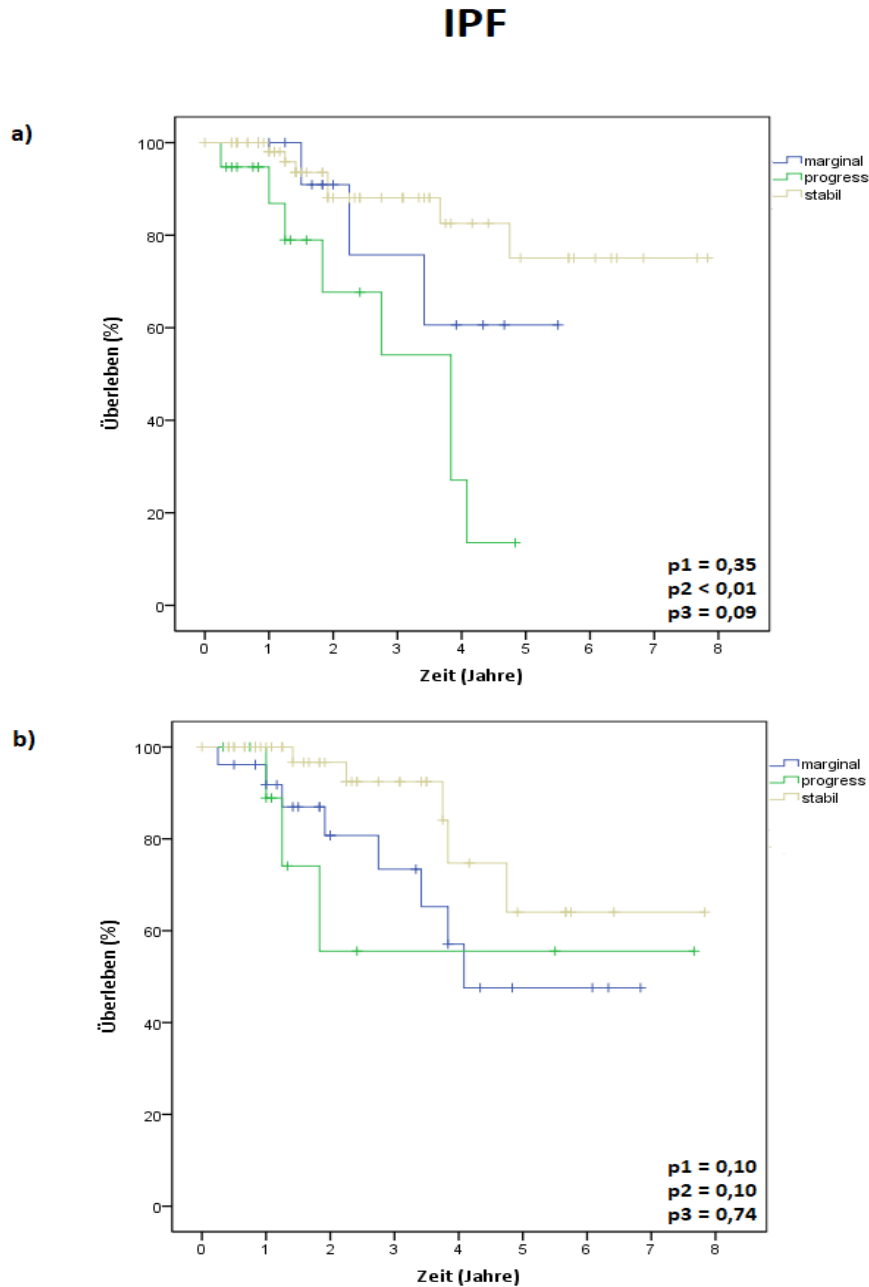 IPF
a)
Überleben (%)
100
80
60
40
20
0
marginal
progress
stabil
p1 = 0,35
p2 < 0,01
p3 = 0,09
0 1 2 3 4 5 6 7 8
Zeit (Jahre)
b)
Überleben (%)
100
80
60
40
20
0
marginal
progress
stabil
p1 = 0,10
p2 = 0,10
p3 = 0,74
0 1 2 3 4 5 6 7 8
Zeit (Jahre)